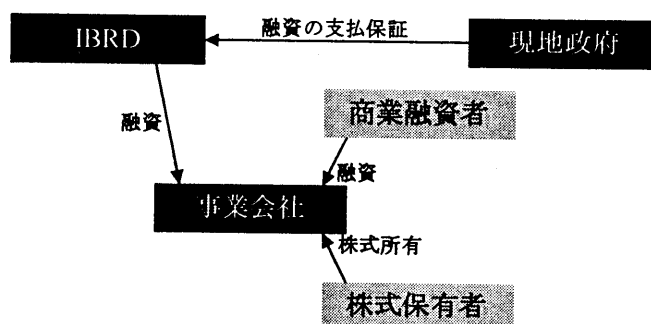 融資の支払保証
IBRD
現地政府
商業融資者
融資
融資
事業会社
株式所有
株式保有者